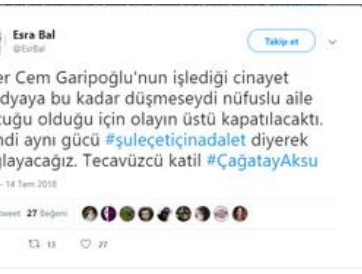 Esra Bal
@EsrBal
Takip et
er Cem Garipoğlu'nun işlediği cinayet
dyaya bu kadar düşmeseydi nüfuslu aile
cuğu olduğu için olayın üstü kapatılacaktı.
ndi aynı gücü #şuleçetiçinadalet diyerek
ğlayacağız. Tecavüzcü katil #ÇağatayAksu
- 14 Tem 2018
tweet 27 Beğeni
13 27